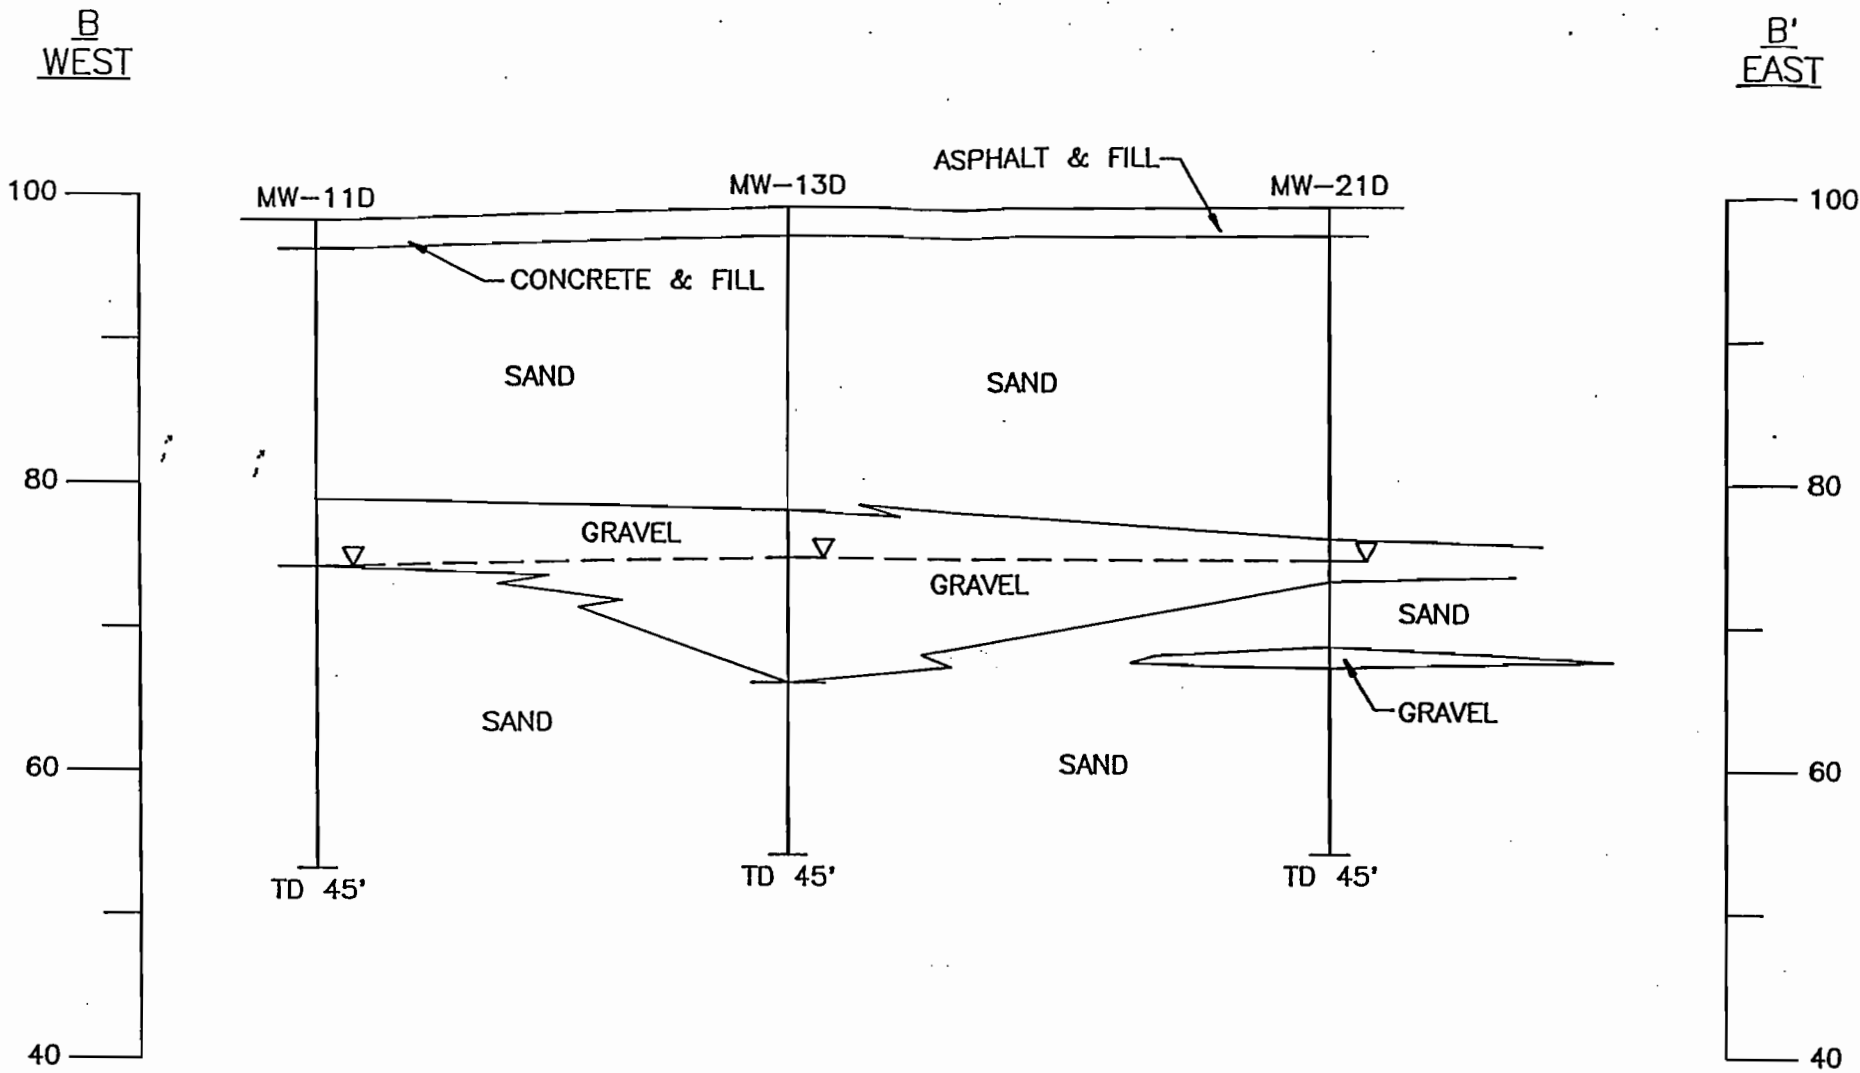 B
WEST
B'
EAST
ASPHALT & FILL
100
MW-11D
MW-13D
MW-21D
100
CONCRETE & FILL
SAND
SAND
80
80
GRAVEL
GRAVEL
SAND
GRAVEL
SAND
SAND
60
60
TD 45'
TD 45'
TD 45'
40
40